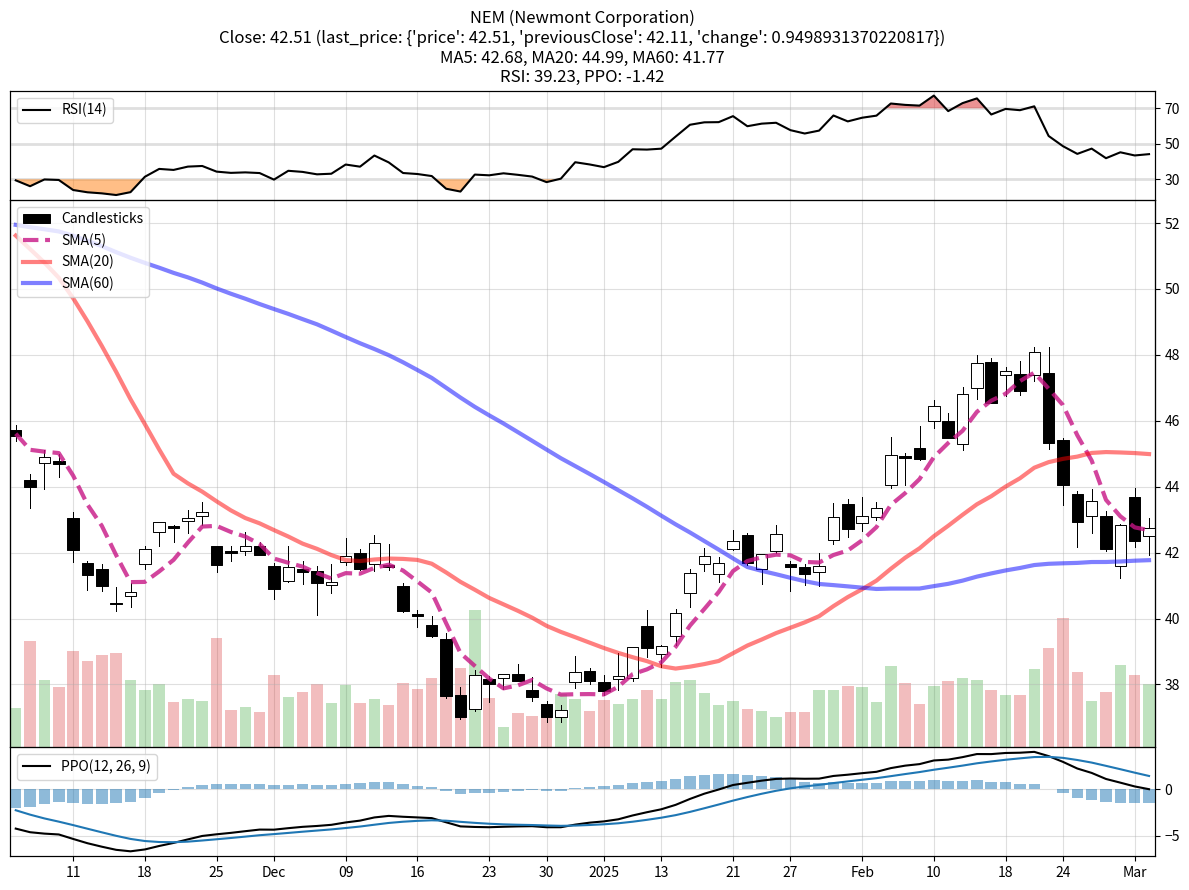 NEM (Newmont Corporation)
Close: 42.51 (last_price: {'price': 42.51, 'previousClose': 42.11, 'change': 0.9498931370220817})
MA5: 42.68, MA20: 44.99, MA60: 41.77
RSI: 39.23, PPO: -1.42
RSI(14)
70
50
30
Candlesticks
SMA(5)
SMA(20)
SMA(60)
52
50
48
46
44
42
40
38
PPO(12, 26, 9)
0
−5
11 18 25 Dec 09 16 23 30 2025 13 21 27 Feb 10 18 24 Mar